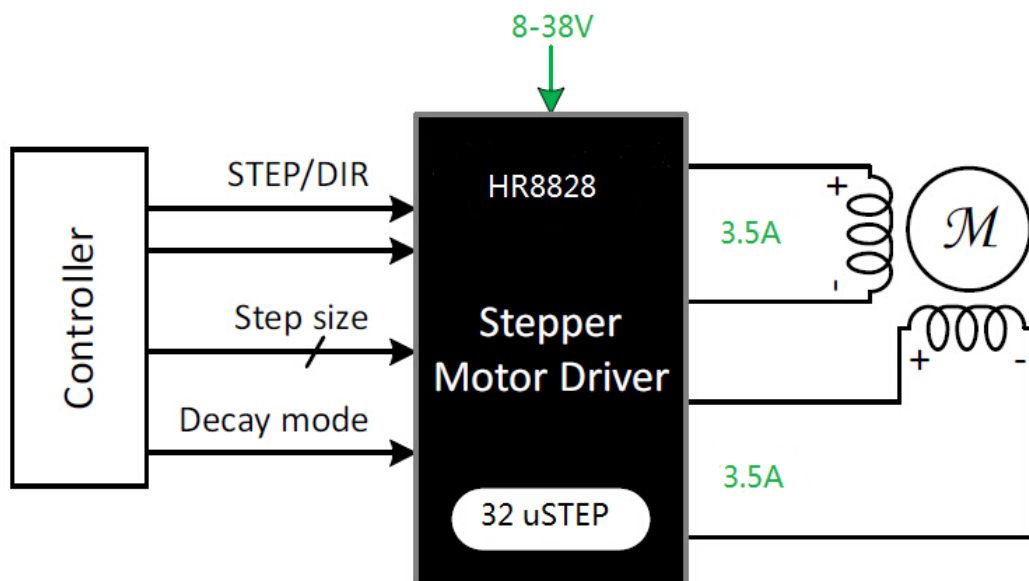 8-38V
Controller
STEP/DIR
Step size
Decay mode
HR8828
Stepper
Motor Driver
32 uSTEP
3.5A
+
-
M
+ -
3.5A